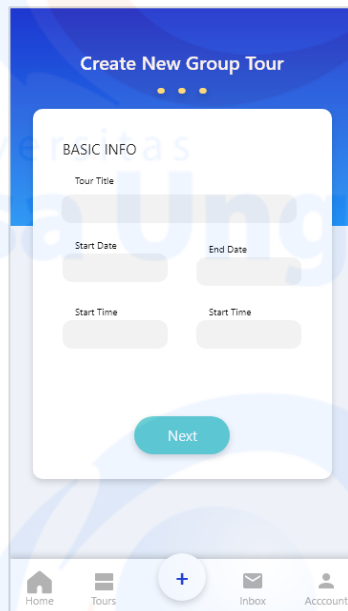 Create New Group Tour
BASIC INFO
Tour Title
Start Date
End Date
Start Time Start Time
Next
+
Home Tours Inbox Acccount